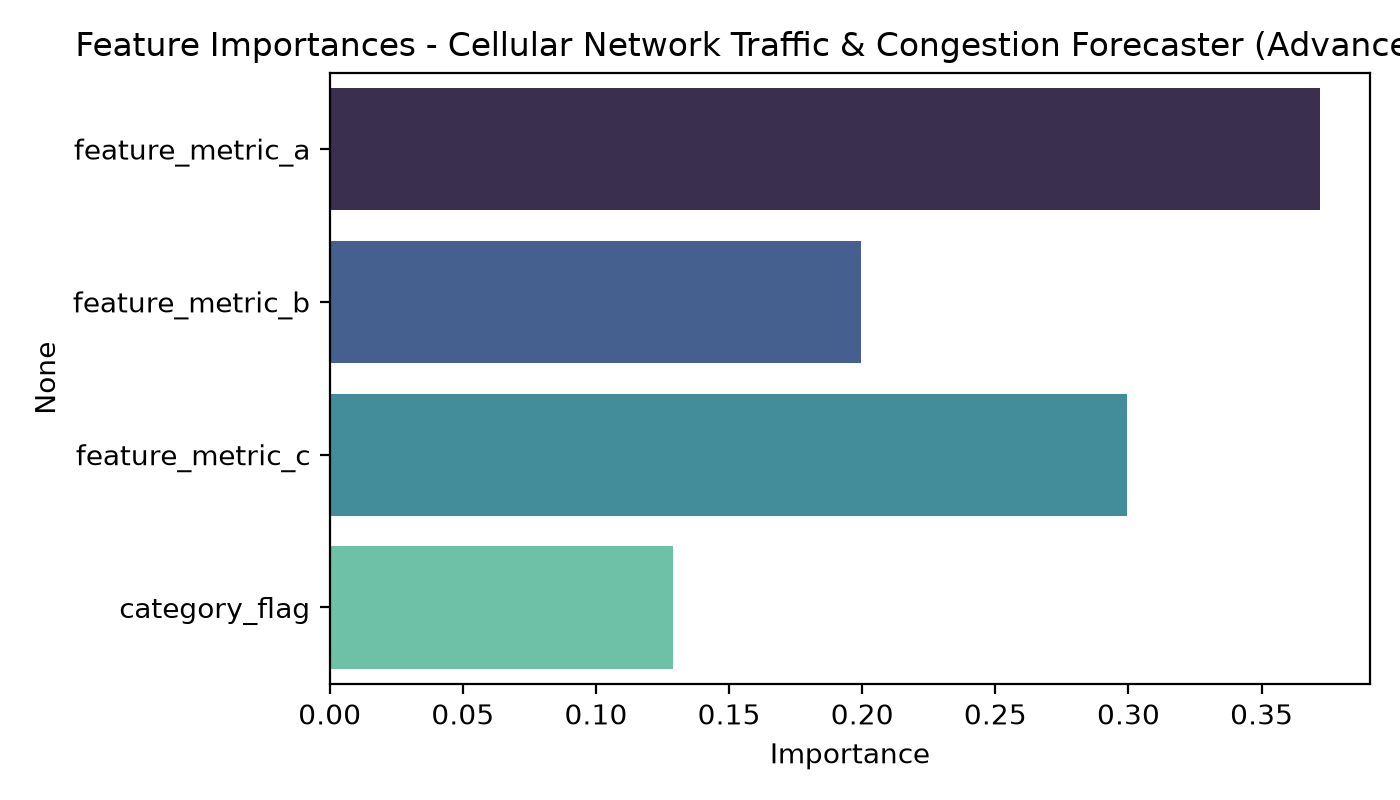 Feature Importances - Cellular Network Traffic & Congestion Forecaster (Advance
feature_metric_a
feature_metric_b
feature_metric_c
category_flag
None
0.00 0.05 0.10 0.15 0.20 0.25 0.30 0.35
Importance